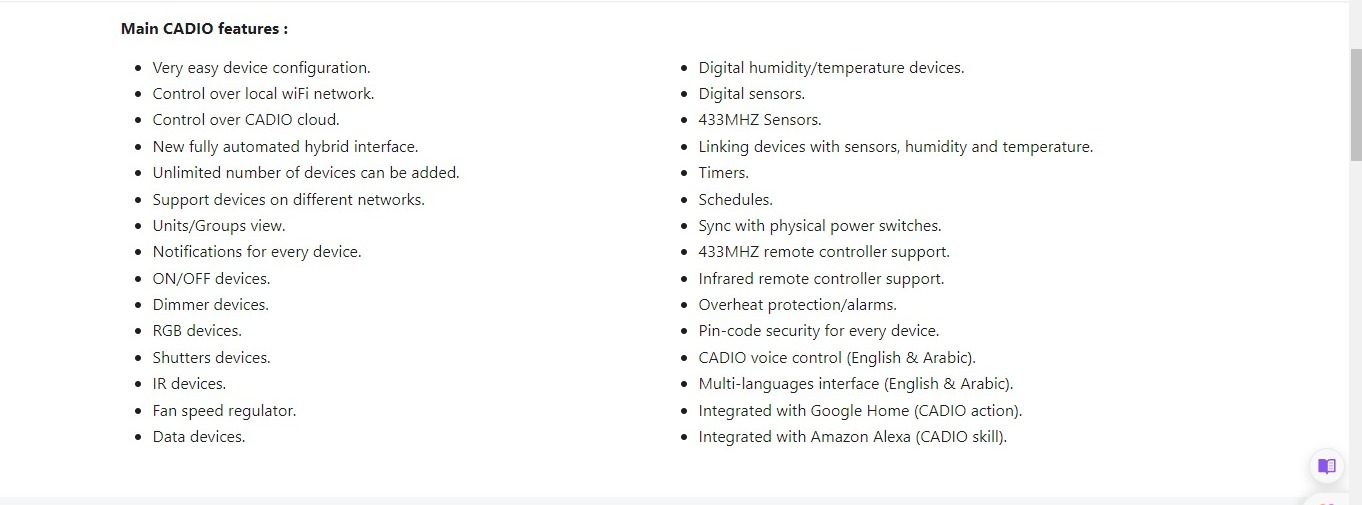 Main CADIO features :
• Very easy device configuration.
• Control over local wiFi network.
• Control over CADIO cloud.
• New fully automated hybrid interface.
• Unlimited number of devices can be added.
• Support devices on different networks.
• Units/Groups view.
• Notifications for every device.
• ON/OFF devices.
• Dimmer devices.
• RGB devices.
• Shutters devices.
• IR devices.
• Fan speed regulator.
• Data devices.
• Digital humidity/temperature devices.
• Digital sensors.
• 433MHZ Sensors.
• Linking devices with sensors, humidity and temperature.
• Timers.
• Schedules.
• Sync with physical power switches.
• 433MHZ remote controller support.
• Infrared remote controller support.
• Overheat protection/alarms.
• Pin-code security for every device.
• CADIO voice control (English & Arabic).
• Multi-languages interface (English & Arabic).
• Integrated with Google Home (CADIO action).
• Integrated with Amazon Alexa (CADIO skill).